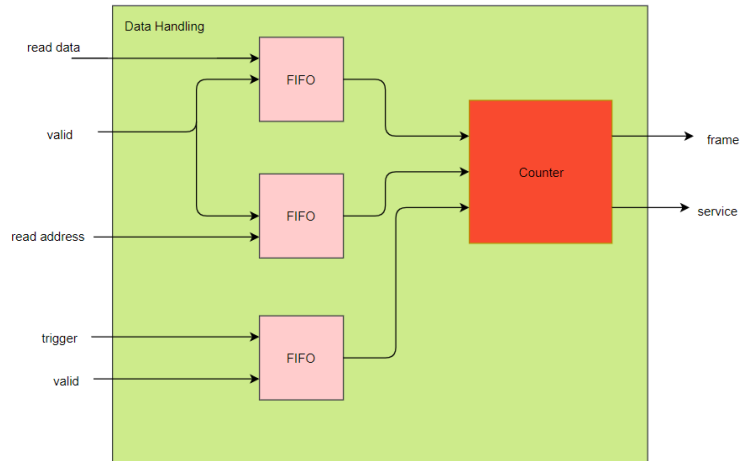 Data Handling
read data
FIFO
valid
frame
Counter
service
FIFO
read address
trigger
FIFO
valid